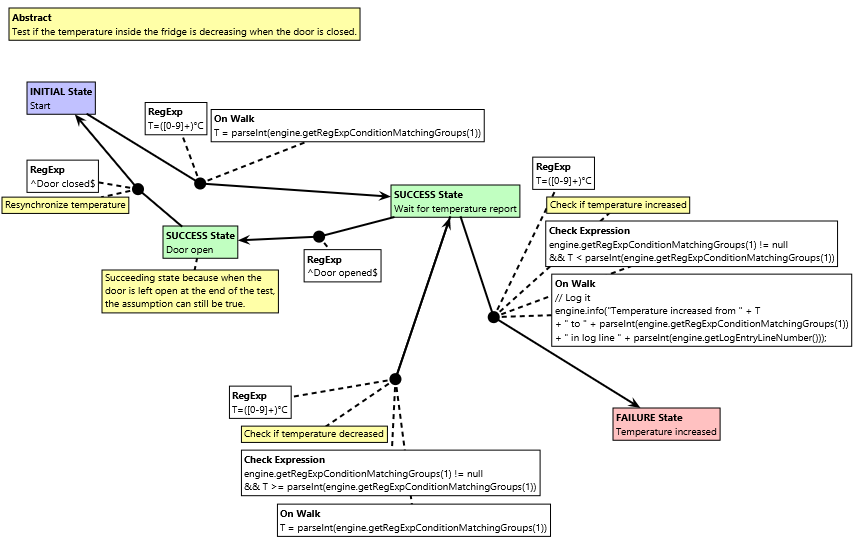 Abstract
Test if the temperature inside the fridge is decreasing when the door is closed.
INITIAL State
Start
RegExp
T=([0-9]+)°C
On Walk
T = parseInt(engine.getRegExpConditionMatchingGroups(1))
RegExp
^Door closed$
Resynchronize temperature
SUCCESS State
Door open
Succeeding state because when the
door is left open at the end of the test,
the assumption can still be true.
RegExp
^Door opened$
SUCCESS State
Wait for temperature report
RegExp
T=([0-9]+)°C
Check if temperature increased
Check Expression
engine.getRegExpConditionMatchingGroups(1) != null
&& T < parseInt(engine.getRegExpConditionMatchingGroups(1))
On Walk
// Log it
engine.info("Temperature increased from " + T
+ " to " + parseInt(engine.getRegExpConditionMatchingGroups(1))
+ " in log line " + parseInt(engine.getLogEntryLineNumber()));
FAILURE State
Temperature increased
RegExp
T=([0-9]+)°C
Check if temperature decreased
Check Expression
engine.getRegExpConditionMatchingGroups(1) != null
&& T >= parseInt(engine.getRegExpConditionMatchingGroups(1))
On Walk
T = parseInt(engine.getRegExpConditionMatchingGroups(1))